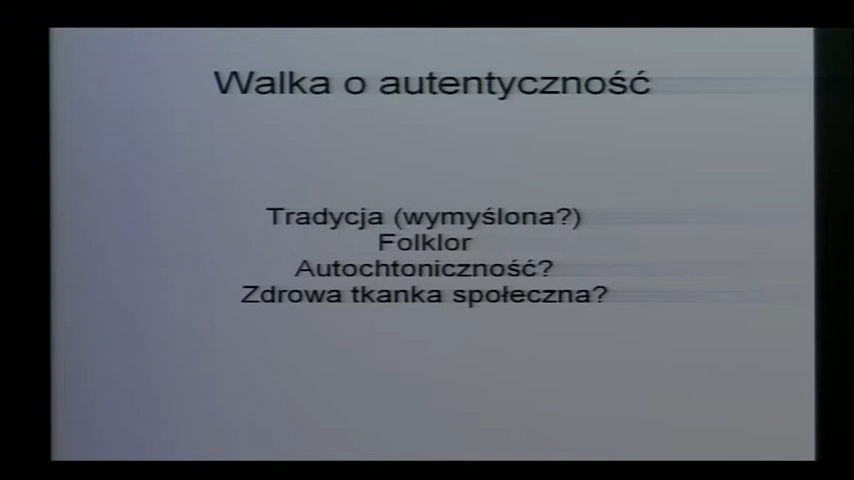 Walka o autentyczność
Tradycja (wymyślona?)
Folklor
Autochtoniczność?
Zdrowa tkanka społeczna?